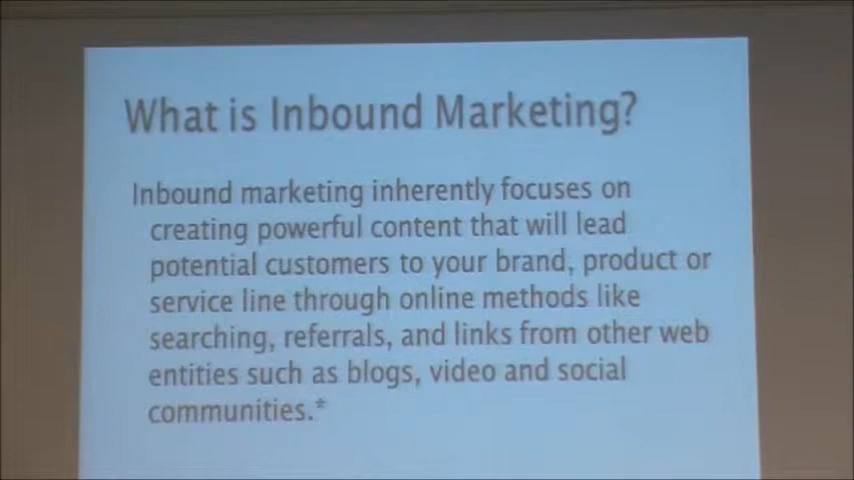 What is Inbound Marketing?
Inbound marketing inherently focuses on
creating powerful content that will lead
potential customers to your brand, product or
service line through online methods like
searching, referrals, and links from other web
entities such as blogs, video and social
communities.*